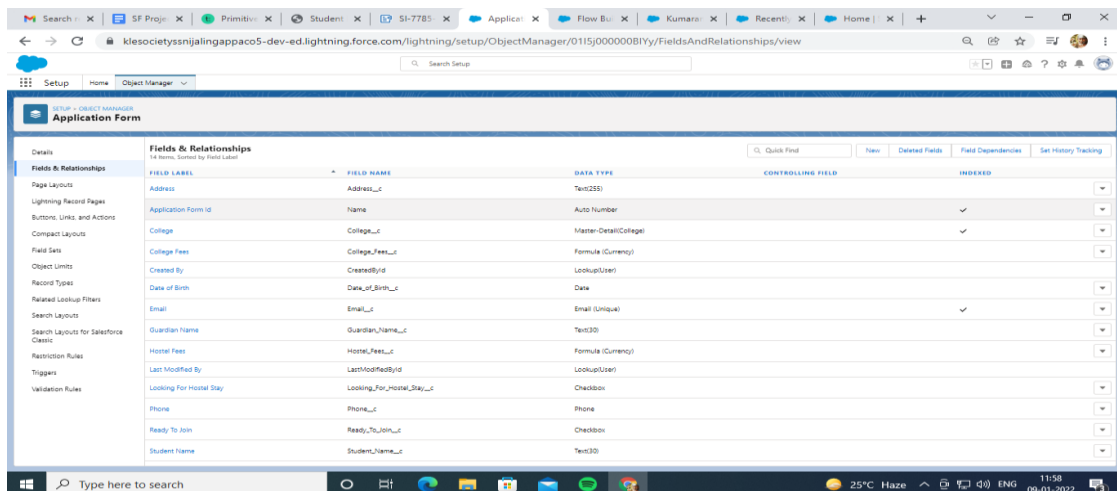 Search r
SF Proje
Primitive
Student
SI-7785
Applicat
Flow Bu
Kumara
Recently
Home |
klesocietyssnijalingappaco5-dev-ed.lightning.force.com/lightning/setup/ObjectManager/01I5j000000BIYy/FieldsAndRelationships/view
Search Setup
Setup Home Object Manager
SETUP > OBJECT MANAGER
Application Form
Details
Fields & Relationships
Page Layouts
Lightning Record Pages
Buttons, Links, and Actions
Compact Layouts
Field Sets
Object Limits
Record Types
Related Lookup Filters
Search Layouts
Search Layouts for Salesforce
Classic
Restriction Rules
Triggers
Validation Rules
Fields & Relationships
14 Items, Sorted by Field Label
Quick Find New Deleted Fields Field Dependencies Set History Tracking
FIELD LABEL FIELD NAME DATA TYPE CONTROLLING FIELD INDEXED
Address Address__c Text(255)
Application Form Id Name Auto Number
College College__c Master-Detail(College)
College Fees College_Fees__c Formula (Currency)
Created By CreatedById Lookup(User)
Date of Birth Date_of_Birth__c Date
Email Email__c Email (Unique)
Guardian Name Guardian_Name__c Text(30)
Hostel Fees Hostel_Fees__c Formula (Currency)
Last Modified By LastModifiedById Lookup(User)
Looking For Hostel Stay Looking_For_Hostel_Stay__c Checkbox
Phone Phone__c Phone
Ready To Join Ready_To_Join__c Checkbox
Student Name Student_Name__c Text(30)
Type here to search
25°C Haze ENG
11:58
09-01-2022